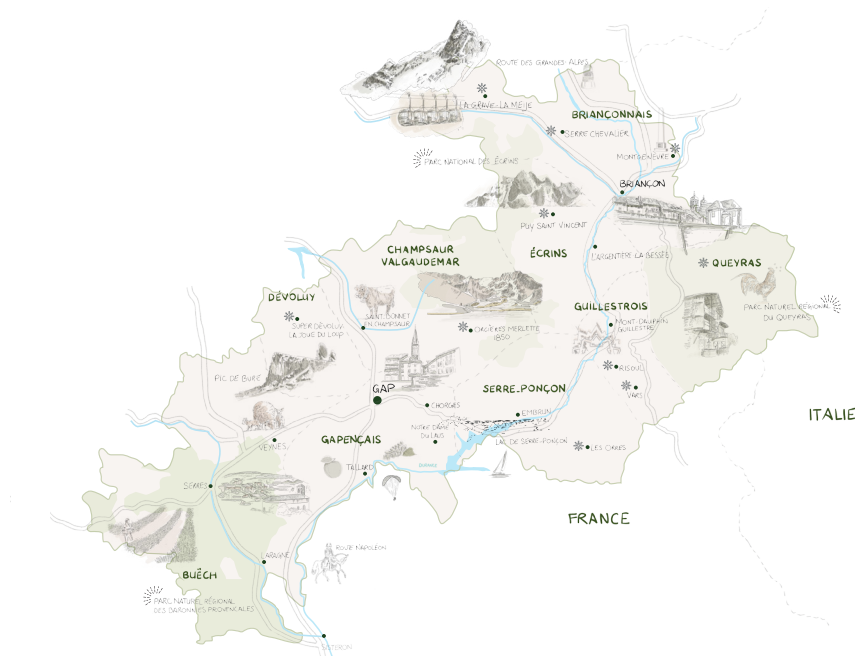 ROUTE DES GRANDES ALPES
LA GRAVE-LA MEIJE
BRIANÇONNAIS
SERRE CHEVALIER
MONTGENÈVRE
PARC NATIONAL DES ÉCRINS
BRIANÇON
PUY SAINT VINCENT
ÉCRINS
L'ARGENTIÈRE LA BESSÉE
CHAMPSAUR
VALGAUDEMAR
QUEYRAS
DÉVOLUY
GUILLESTROIS
PARC NATUREL RÉGIONAL
DU QUEYRAS
SAINT BONNET
EN CHAMPSAUR
SUPER DÉVOLUY
LA JOUE DU LOUP
ORCIÈRES MERLETTE
1850
MONT-DAUPHIN
GUILLESTRE
RISOUL
PIC DE BURE
GAP
SERRE-PONÇON
VARS
CHORGES
EMBRUN
ITALIE
NOTRE DAME
DU LAUS
VEYNES
GAPENÇAIS
LAC DE SERRE-PONÇON
LES ORRES
TALLARD
SERRES
FRANCE
ROUTE NAPOLÉON
LARAGNE
BUËCH
PARC NATUREL RÉGIONAL
DES BARONNIES PROVENÇALES
SISTERON